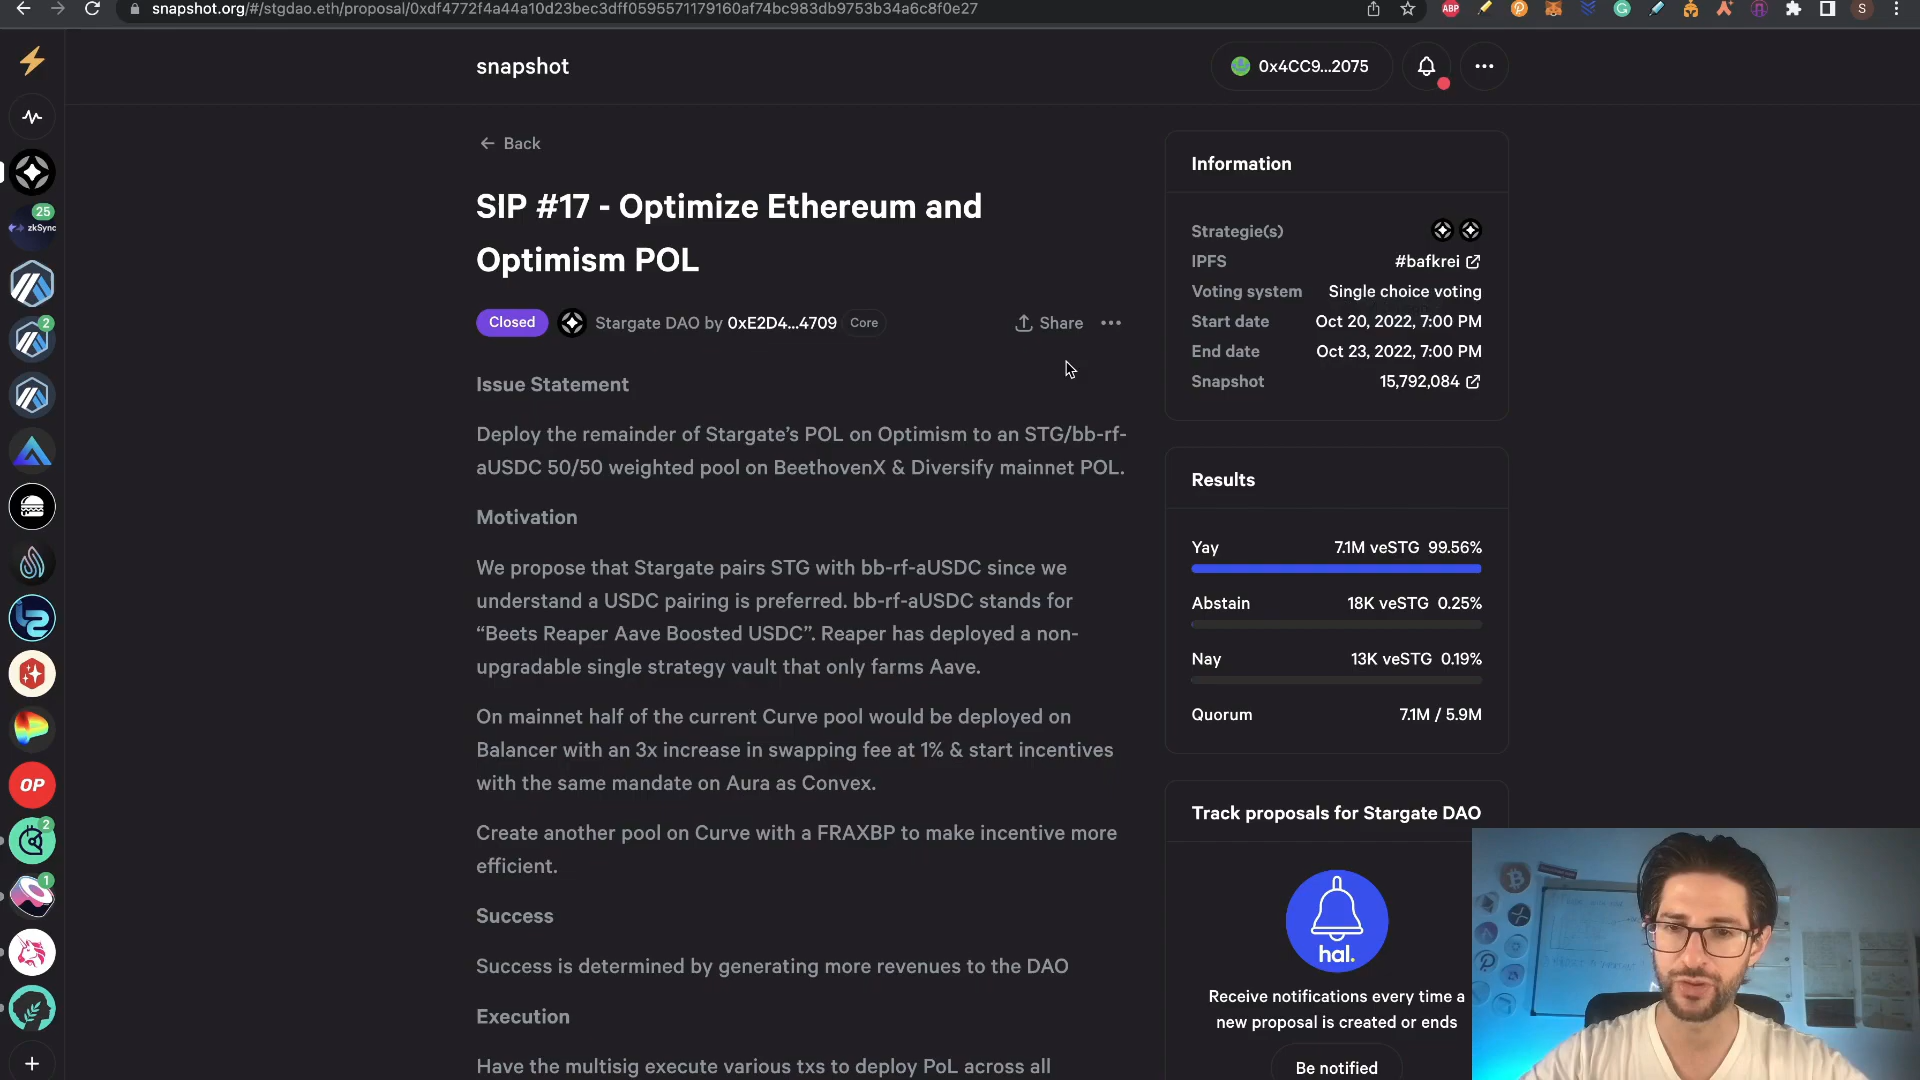 snapshot.org/#/stgdao.eth/proposal/0xdf4772f4a44a10d23bec3dff0595571179160af74bc983db9753b34a6c8f0e27
ABP
S
snapshot
0x4CC9...2075
Back
SIP #17 - Optimize Ethereum and
Optimism POL
Closed
Stargate DAO by 0xE2D4...4709
Core
Share
Issue Statement
Deploy the remainder of Stargate’s POL on Optimism to an STG/bb-rf-
aUSDC 50/50 weighted pool on BeethovenX & Diversify mainnet POL.
Motivation
We propose that Stargate pairs STG with bb-rf-aUSDC since we
understand a USDC pairing is preferred. bb-rf-aUSDC stands for
“Beets Reaper Aave Boosted USDC”. Reaper has deployed a non-
upgradable single strategy vault that only farms Aave.
On mainnet half of the current Curve pool would be deployed on
Balancer with an 3x increase in swapping fee at 1% & start incentives
with the same mandate on Aura as Convex.
Create another pool on Curve with a FRAXBP to make incentive more
efficient.
Success
Success is determined by generating more revenues to the DAO
Execution
Have the multisig execute various txs to deploy PoL across all
Information
Strategie(s)
IPFS #bafkrei
Voting system Single choice voting
Start date Oct 20, 2022, 7:00 PM
End date Oct 23, 2022, 7:00 PM
Snapshot 15,792,084
Results
Yay 7.1M veSTG 99.56%
Abstain 18K veSTG 0.25%
Nay 13K veSTG 0.19%
Quorum 7.1M / 5.9M
Track proposals for Stargate DAO
hal.
Receive notifications every time a
new proposal is created or ends
Be notified
25
zkSync
2
OP
2
1